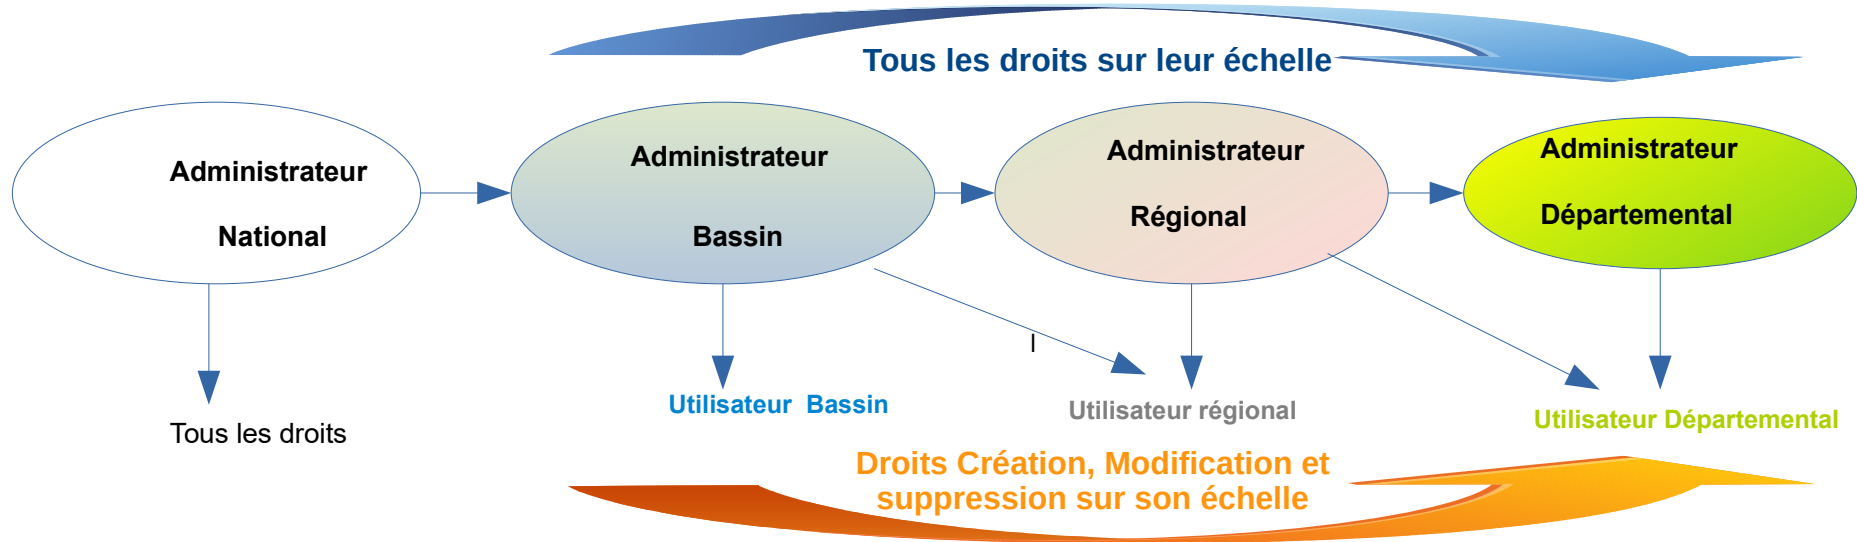 Tous les droits sur leur échelle
Administrateur
National
Administrateur
Bassin
Administrateur
Régional
Administrateur
Départemental
l
Tous les droits
Utilisateur  Bassin
Utilisateur régional
Utilisateur Départemental
Droits Création, Modification et
suppression sur son échelle